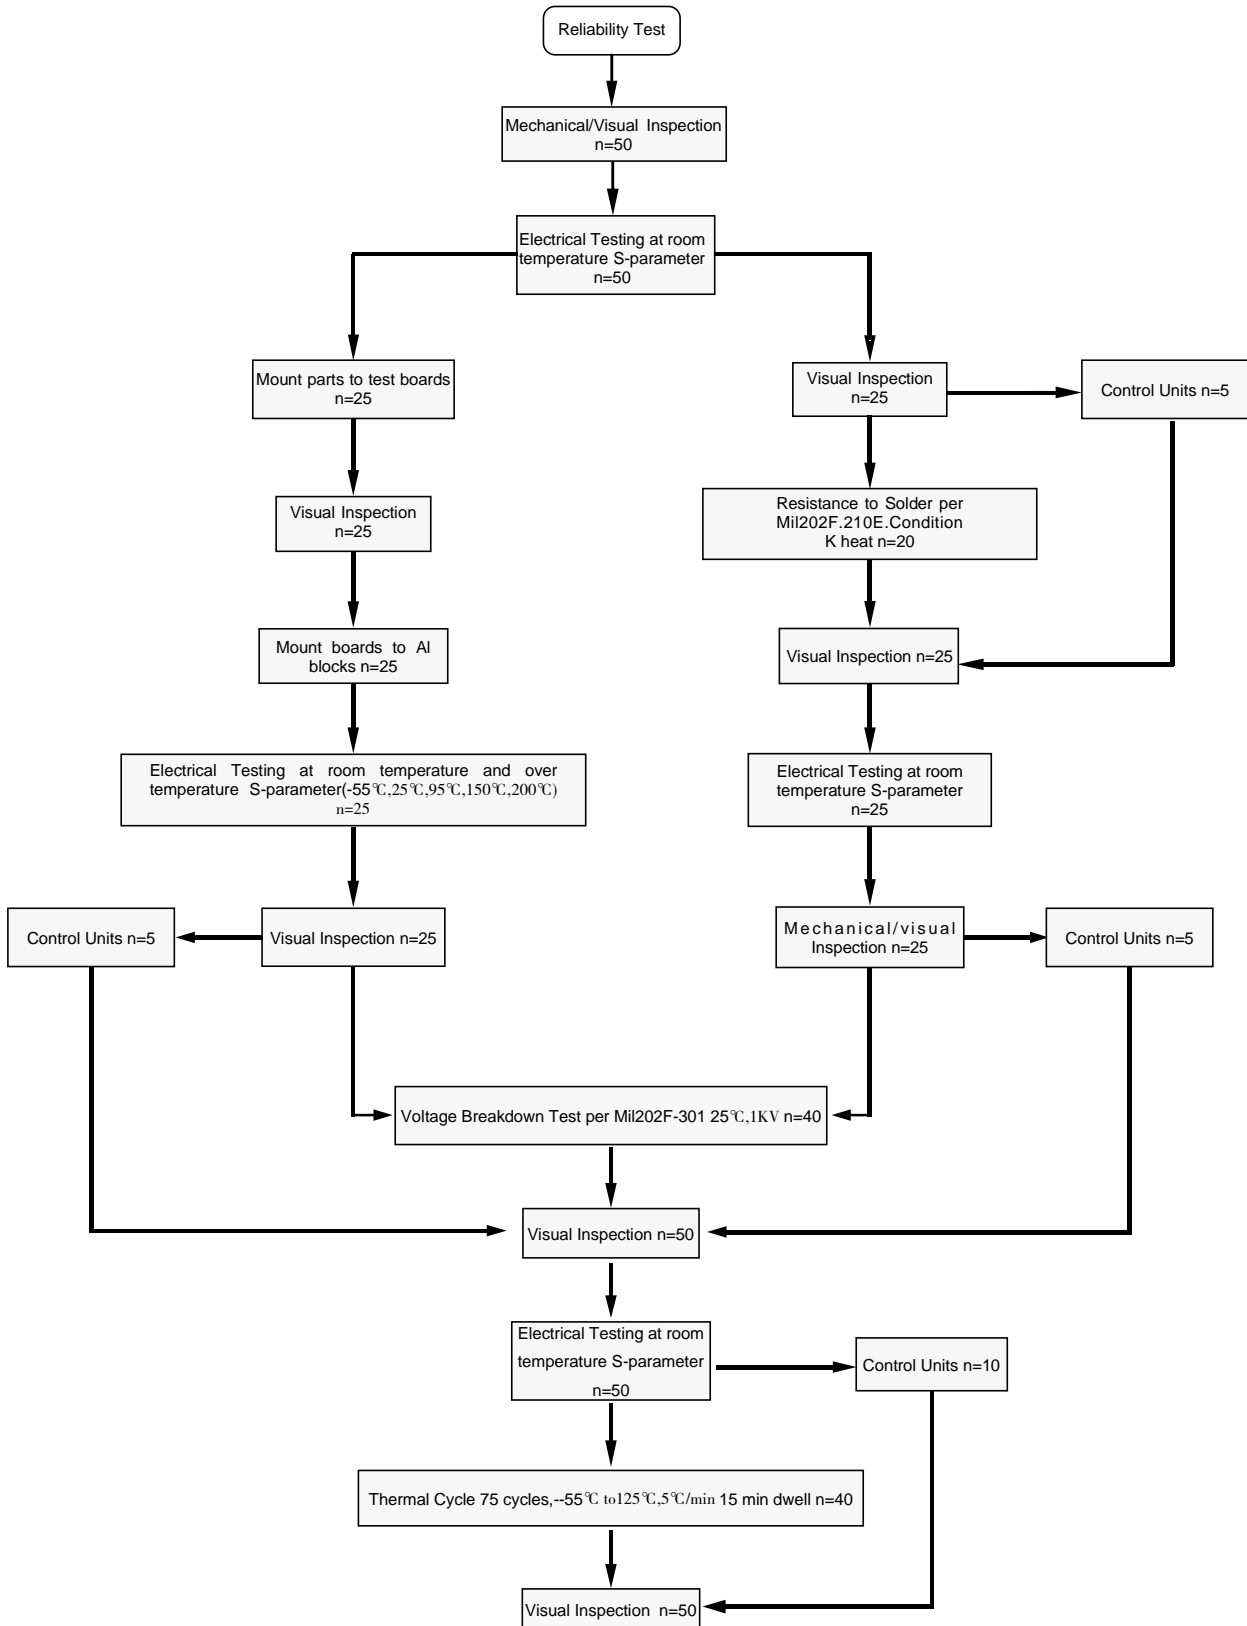 Reliability Test
Mechanical/Visual Inspection
n=50
Electrical Testing at room
temperature S-parameter
n=50
Mount parts to test boards
n=25
Visual Inspection
n=25
Control Units n=5
Visual Inspection
n=25
Resistance to Solder per
Mil202F.210E.Condition
K heat n=20
Mount boards to Al
blocks n=25
Visual Inspection n=25
Electrical Testing at room temperature and over
temperature S-parameter(-55℃,25℃,95℃,150℃,200℃)
n=25
Electrical Testing at room
temperature S-parameter
n=25
Control Units n=5
Visual Inspection n=25
Mechanical/visual
Inspection n=25
Control Units n=5
Voltage Breakdown Test per Mil202F-301 25℃,1KV n=40
Visual Inspection n=50
Electrical Testing at room
temperature S-parameter
n=50
Control Units n=10
Thermal Cycle 75 cycles,--55℃ to125℃,5℃/min 15 min dwell n=40
Visual Inspection n=50